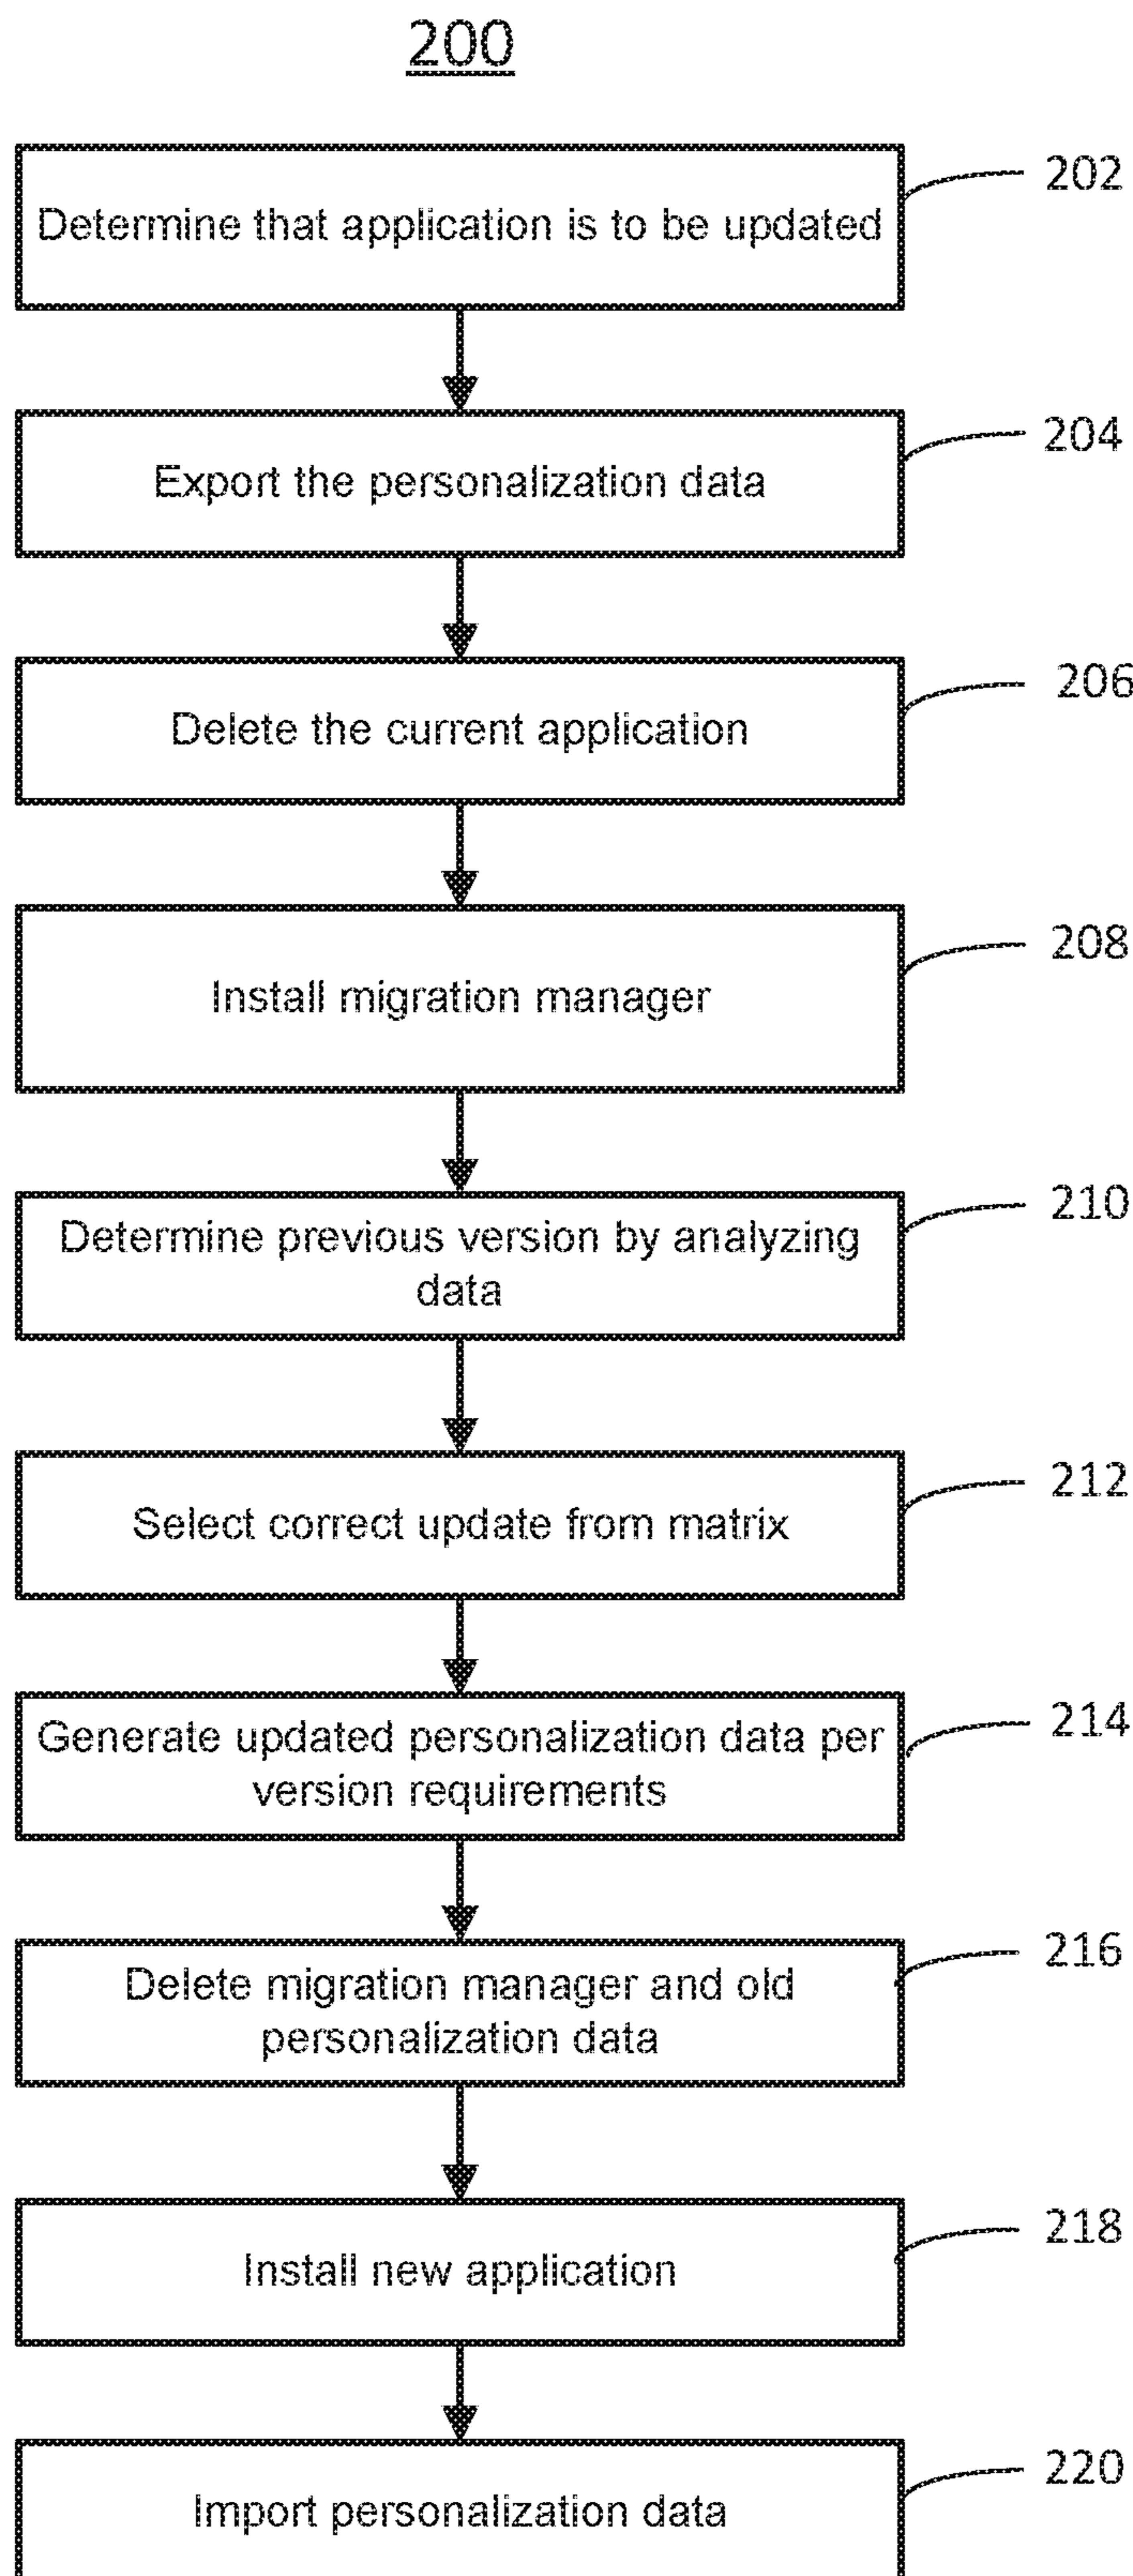 200
Determine that application is to be updated
202
Export the personalization data
204
Delete the current application
206
Install migration manager
208
Determine previous version by analyzing
data
210
Select correct update from matrix
212
Generate updated personalization data per
version requirements
214
Delete migration manager and old
personalization data
216
Install new application
218
Import personalization data
220